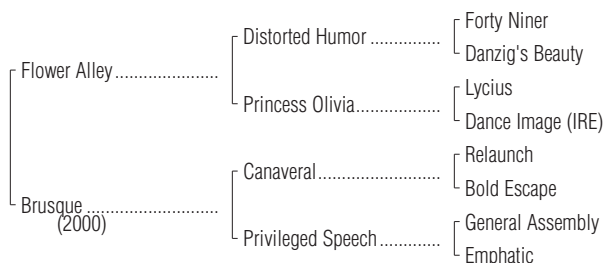 Forty Niner
Distorted Humor ...............
Danzig's Beauty
Flower Alley ......................
Lycius
Princess Olivia ..................
Dance Image (IRE)
Relaunch
Canaveral ..........................
Bold Escape
Brusque ............................
(2000)
General Assembly
Privileged Speech .............
Emphatic